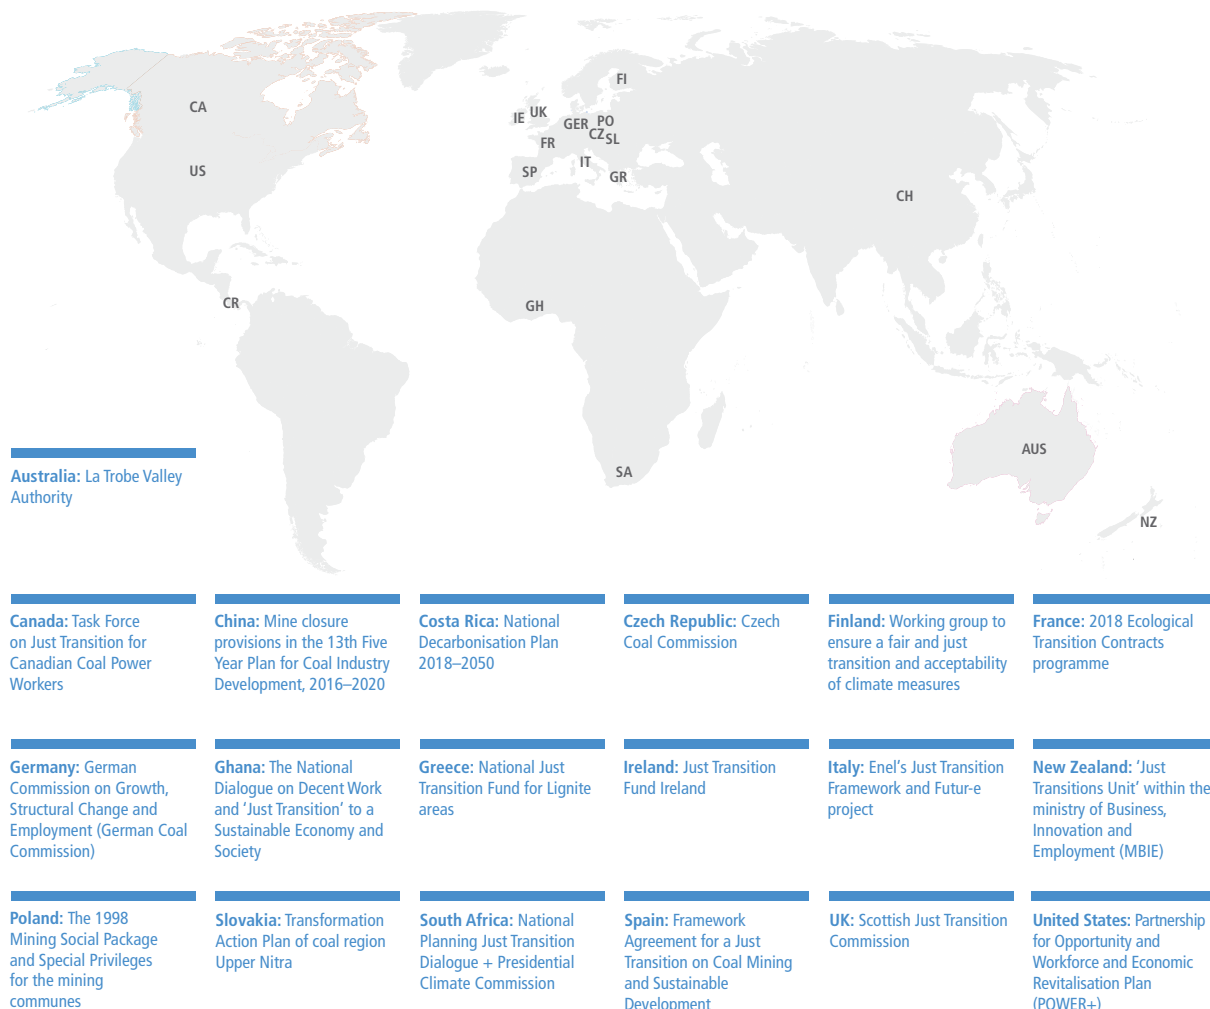 FI
CA
IE
UK
GER
PO
CZ
SL
FR
IT
US
SP
GR
CH
CR
GH
AUS
SA
NZ
Australia: La Trobe Valley
Authority
Canada: Task Force
on Just Transition for
Canadian Coal Power
Workers
China: Mine closure
provisions in the 13th Five
Year Plan for Coal Industry
Development, 2016–2020
Costa Rica: National
Decarbonisation Plan
2018–2050
Czech Republic: Czech
Coal Commission
Finland: Working group to
ensure a fair and just
transition and acceptability
of climate measures
France: 2018 Ecological
Transition Contracts
programme
Germany: German
Commission on Growth,
Structural Change and
Employment (German Coal
Commission)
Ghana: The National
Dialogue on Decent Work
and ‘Just Transition’ to a
Sustainable Economy and
Society
Greece: National Just
Transition Fund for Lignite
areas
Ireland: Just Transition
Fund Ireland
Italy: Enel’s Just Transition
Framework and Futur-e
project
New Zealand: ‘Just
Transitions Unit’ within the
ministry of Business,
Innovation and
Employment (MBIE)
Poland: The 1998
Mining Social Package
and Special Privileges
for the mining
communes
Slovakia: Transformation
Action Plan of coal region
Upper Nitra
South Africa: National
Planning Just Transition
Dialogue + Presidential
Climate Commission
Spain: Framework
Agreement for a Just
Transition on Coal Mining
and Sustainable
Development
UK: Scottish Just Transition
Commission
United States: Partnership
for Opportunity and
Workforce and Economic
Revitalisation Plan
(POWER+)